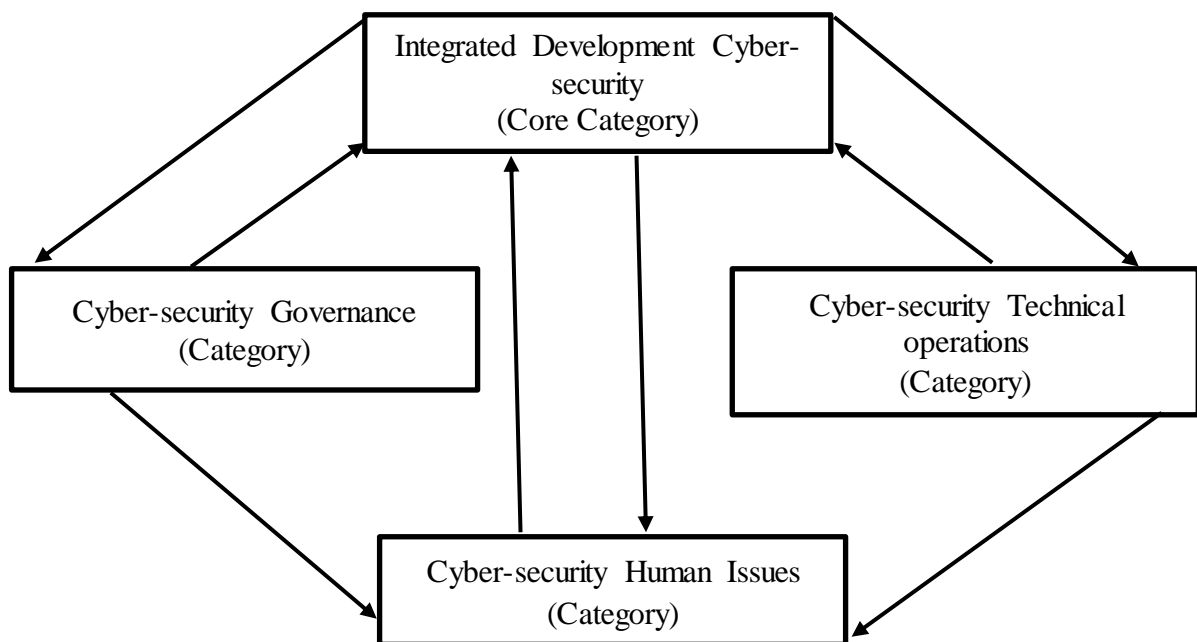 Integrated Development Cyber-
security
(Core Category)
Cyber-security Governance
(Category)
Cyber-security Technical
operations
(Category)
Cyber-security Human Issues
(Category)